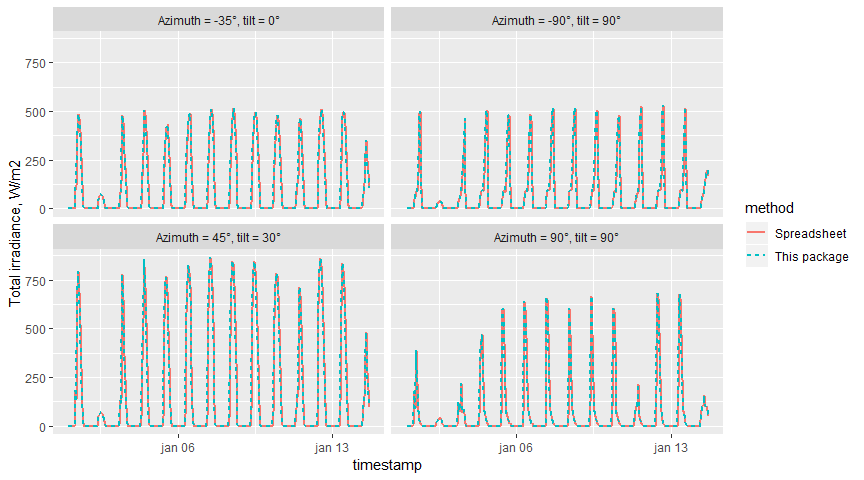 Azimuth = -35°, tilt = 0°
Azimuth = -90°, tilt = 90°
750
500
250
0
Azimuth = 45°, tilt = 30°
Azimuth = 90°, tilt = 90°
750
500
250
0
Total irradiance, W/m2
jan 06
jan 13
jan 06
jan 13
timestamp
method
Spreadsheet
This package